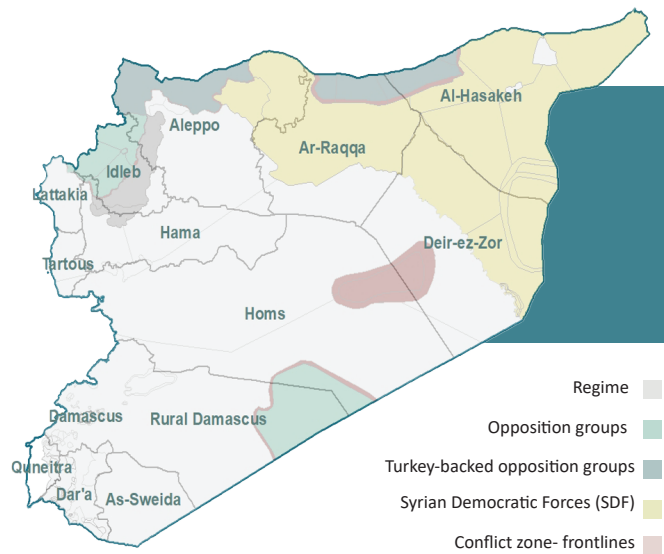 Al-Hasakeh
Aleppo
Ar-Raqqa
Idleb
Lattakia
Hama
Deir-ez-Zor
Tartous
Homs
Damascus
Rural Damascus
Quneitra
Dar'a
As-Sweida
Regime
Opposition groups
Turkey-backed opposition groups
Syrian Democratic Forces (SDF)
Conflict zone- frontlines